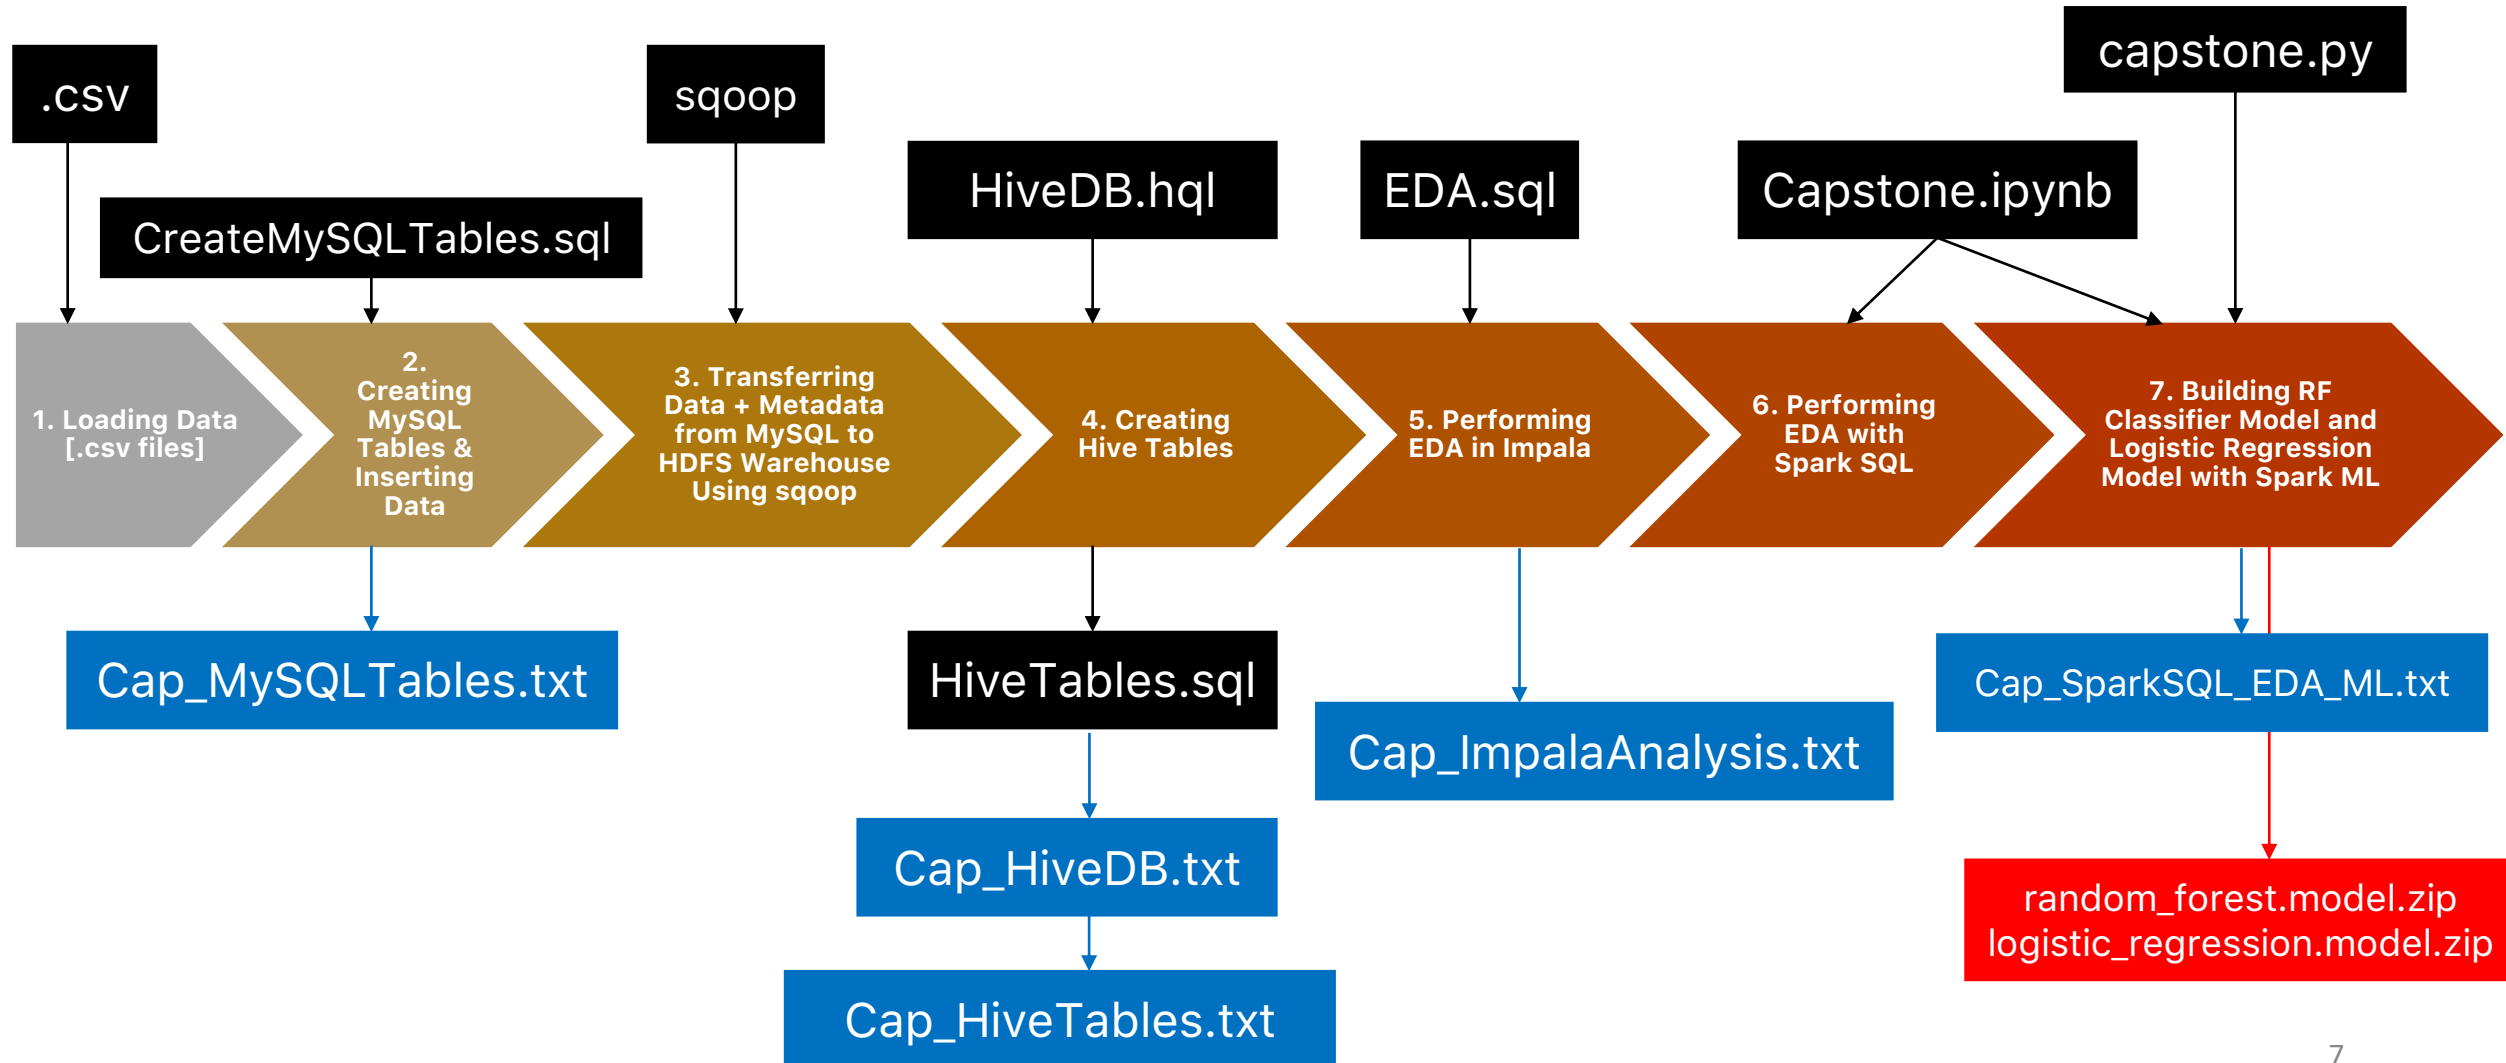 .csv
sqoop
capstone.py
CreateMySQLTables.sql
HiveDB.hql
EDA.sql
Capstone.ipynb
1. Loading Data
[.csv files]
2.
Creating
MySQL
Tables &
Inserting
Data
3. Transferring
Data + Metadata
from MySQL to
HDFS Warehouse
Using sqoop
4. Creating
Hive Tables
5. Performing
EDA in Impala
6. Performing
EDA with
Spark SQL
7. Building RF
Classifier Model and
Logistic Regression
Model with Spark ML
Cap_MySQLTables.txt
HiveTables.sql
Cap_ImpalaAnalysis.txt
Cap_SparkSQL_EDA_ML.txt
Cap_HiveDB.txt
random_forest.model.zip
logistic_regression.model.zip
Cap_HiveTables.txt
7